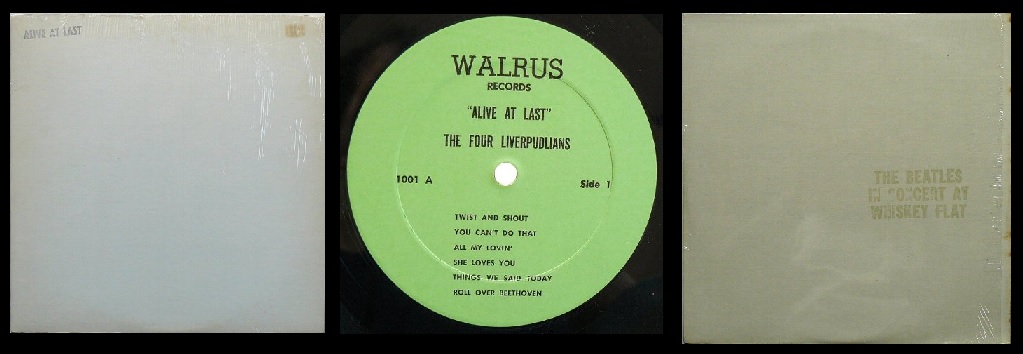 ALIVE AT LAST
WALRUS
RECORDS
"ALIVE AT LAST"
THE FOUR LIVERPUDLIANS
1001 A
Side 1
TWIST AND SHOUT
YOU CAN'T DO THAT
ALL MY LOVIN'
SHE LOVES YOU
THINGS WE SAID TODAY
ROLL OVER BEETHOVEN
THE BEATLES
IN CONCERT AT
WHISKEY FLAT